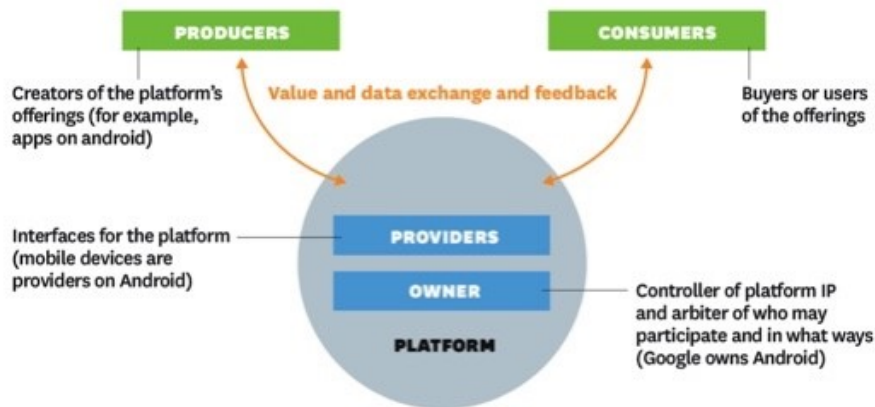 PRODUCERS
CONSUMERS
Creators of the platform's
offerings (for example,
apps on android)
Value and data exchange and feedback
Buyers or users
of the offerings
Interfaces for the platform
(mobile devices are
providers on Android)
PROVIDERS
OWNER
PLATFORM
Controller of platform IP
and arbiter of who may
participate and in what ways
(Google owns Android)